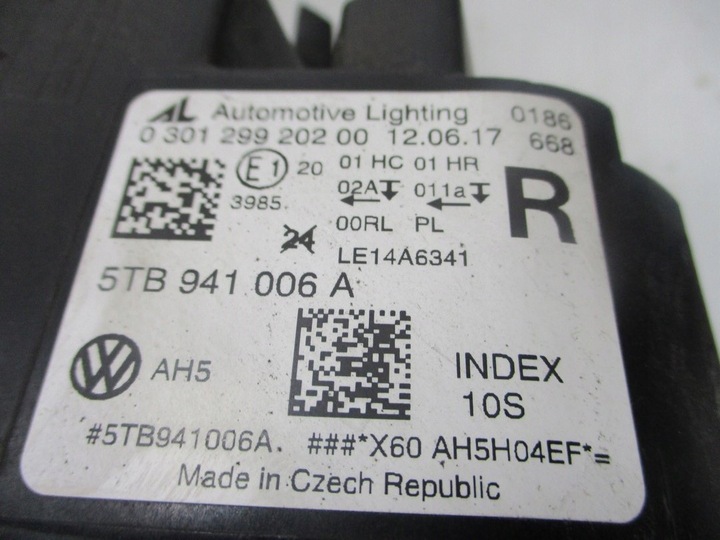 AL Automotive Lighting 0186
0 301 299 202 00 12.06.17 668
E1 20 01 HC 01 HR R
3985. 02A 011a
00RL PL
24 LE14A6341
5TB 941 006 A
VW AH5 INDEX
10S
#5TB941006A. ###*X60 AH5H04EF*=
Made in Czech Republic